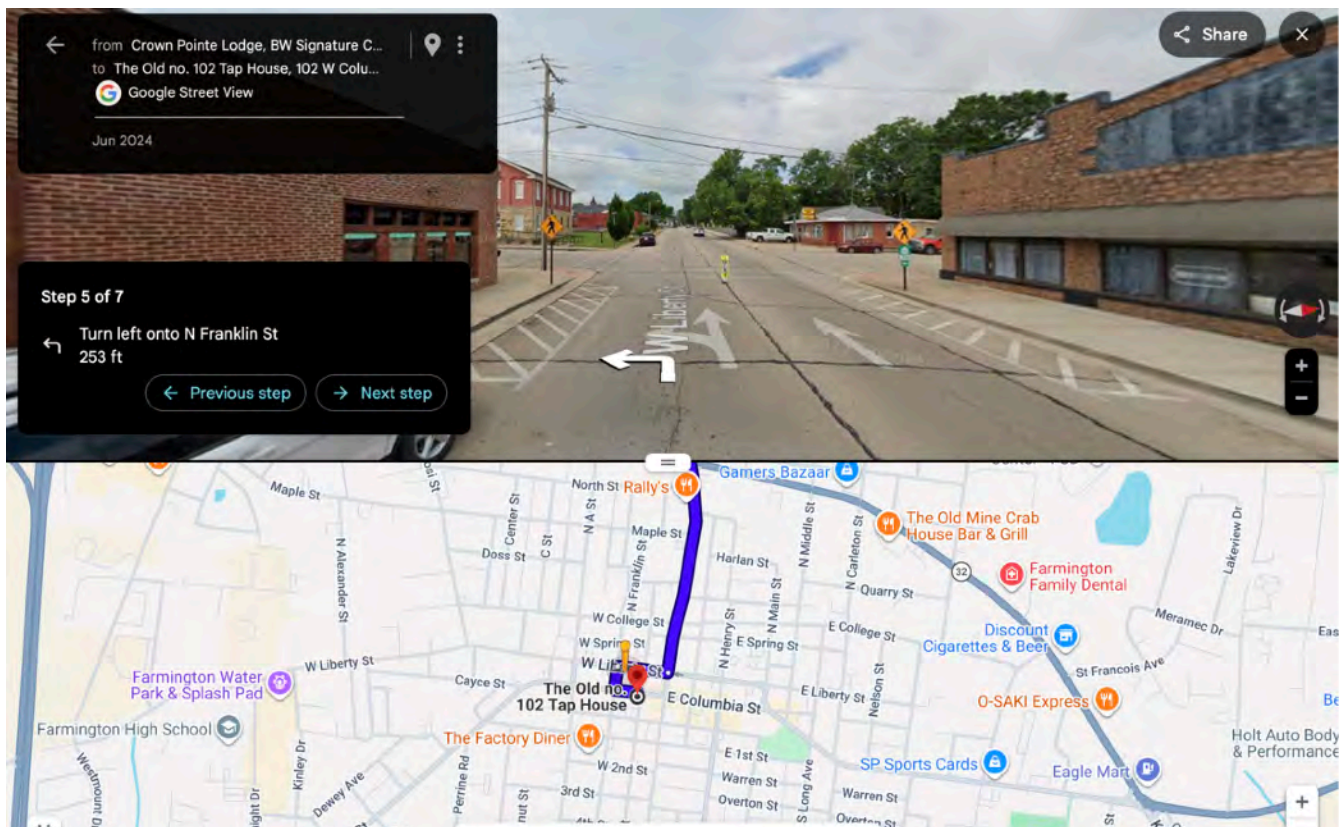 from Crown Pointe Lodge, BW Signature C...
to The Old no. 102 Tap House, 102 W Colu...
Google Street View
Jun 2024
Share
Step 5 of 7
Turn left onto N Franklin St
253 ft
Previous step
Next step
W Liberty St
Maple St
North St
Rally's
Gamers Bazaar
Center St
N A St
C St
Doss St
Maple St
N Franklin St
Harlan St
N Middle St
N Carleton St
The Old Mine Crab
House Bar & Grill
32
Farmington
Family Dental
Lakeview Dr
N Alexander St
Quarry St
Meramec Dr
W College St
N Main St
E College St
N Henry St
E Spring St
W Spring St
Discount
Cigarettes & Beer
St Francois Ave
W Liberty St
Farmington Water
Park & Splash Pad
Cayce St
The Old no.
102 Tap House
E Columbia St
E Liberty St
Nelson St
O-SAKI Express
Farmington High School
The Factory Diner
E 1st St
W 2nd St
Warren St
Overton St
SP Sports Cards
Warren St
Eagle Mart
Holt Auto Body
& Performance
Westmount
Kinley Dr
Dewey Ave
Perrine Rd
3rd St
S Long Ave